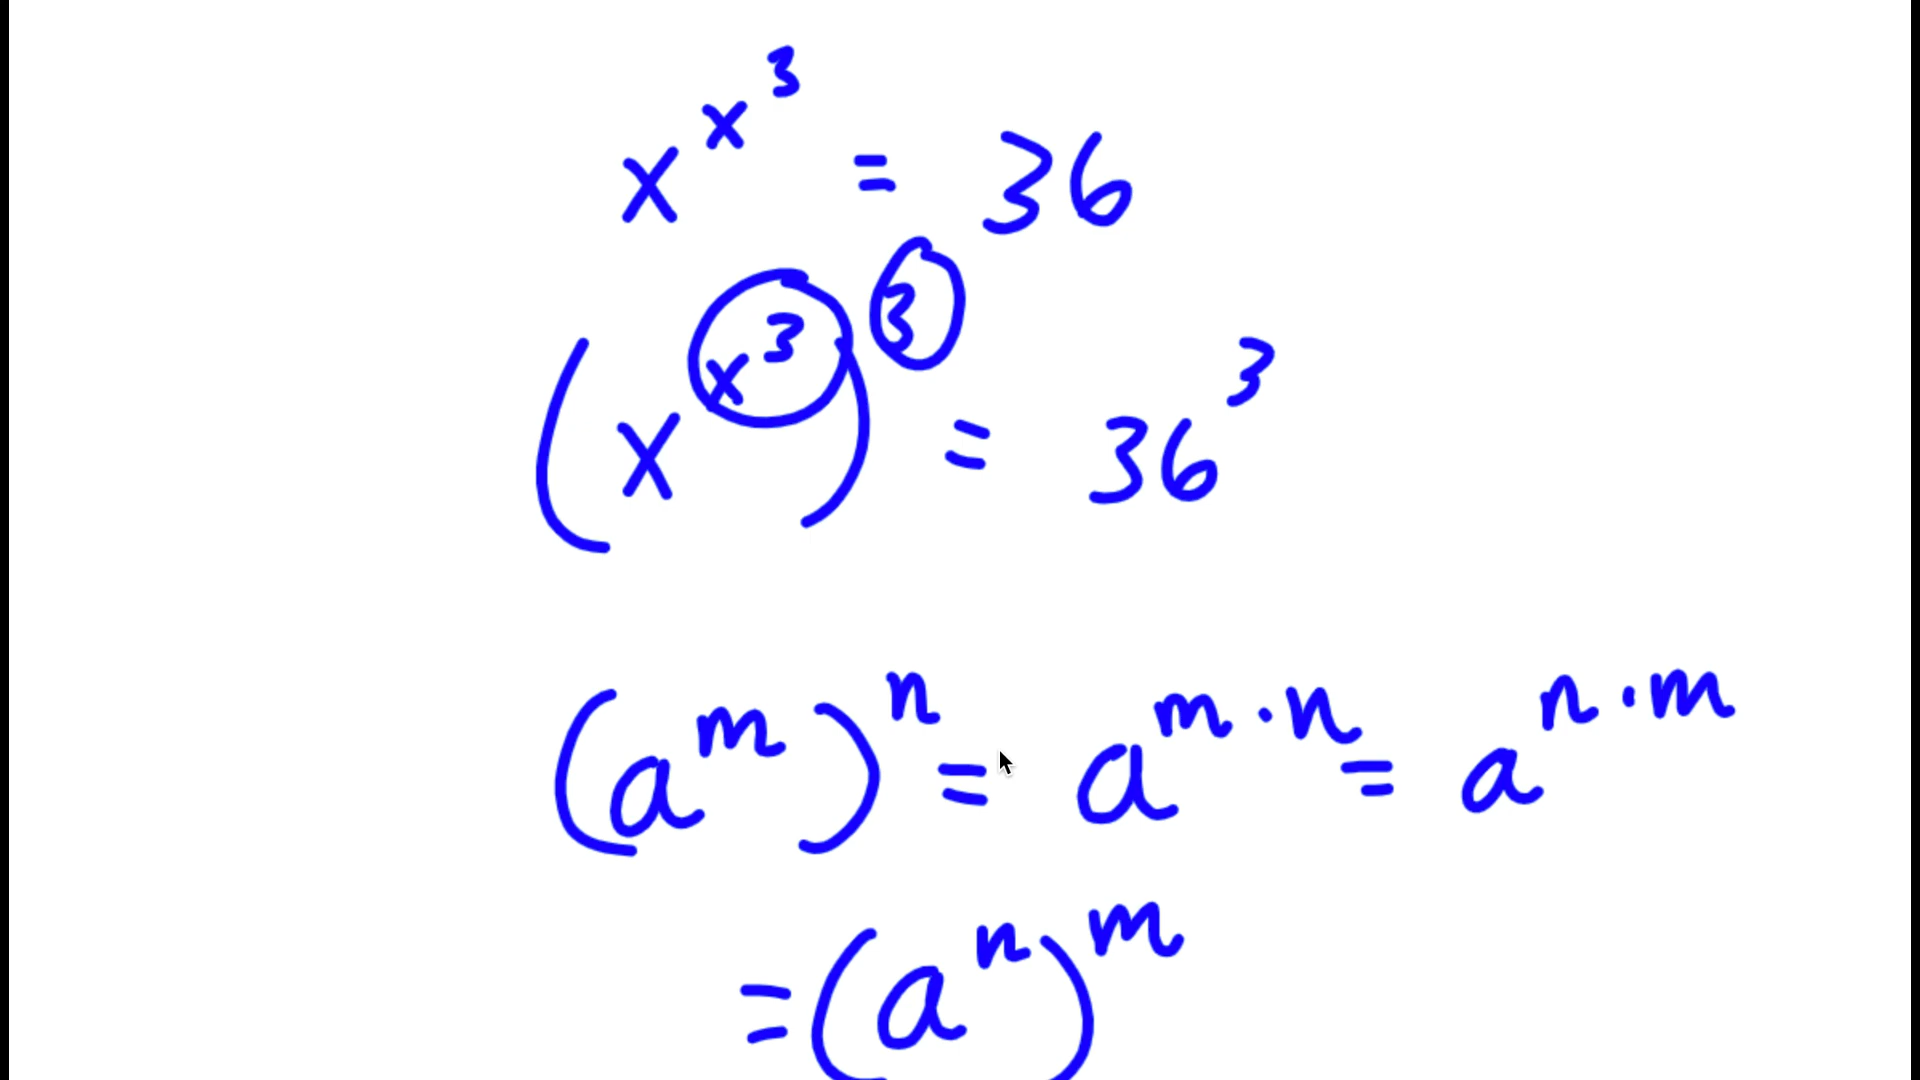 x^{x^3} = 36
(x^{x^3})^3 = 36^3
(a^m)^n = a^{m·n} = a^{n·m}
= (a^n)^m